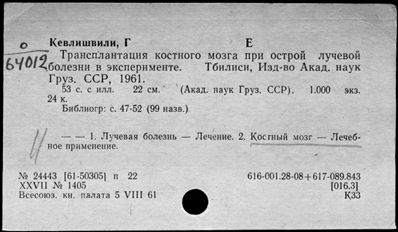 О
64012
Кевлишвили, Г Е
Трансплантация костного мозга при острой лучевой
болезни в эксперименте. Тбилиси, Изд-во Акад. наук
Груз. ССР, 1961.
53 с. с илл. 22 см. (Акад. наук Груз. ССР). 1.000 экз.
24 к.
Библиогр: с. 47-52 (99 назв.).
— — 1. Лучевая болезнь — Лечение. 2. Костный мозг — Лечеб-
ное применение.
№ 24443 [61-50305] п 22
XXVII № 1405
Всесоюз. кн. палата 5 VIII 61
616-001.28-08+617-089.843
[016.3]
К33